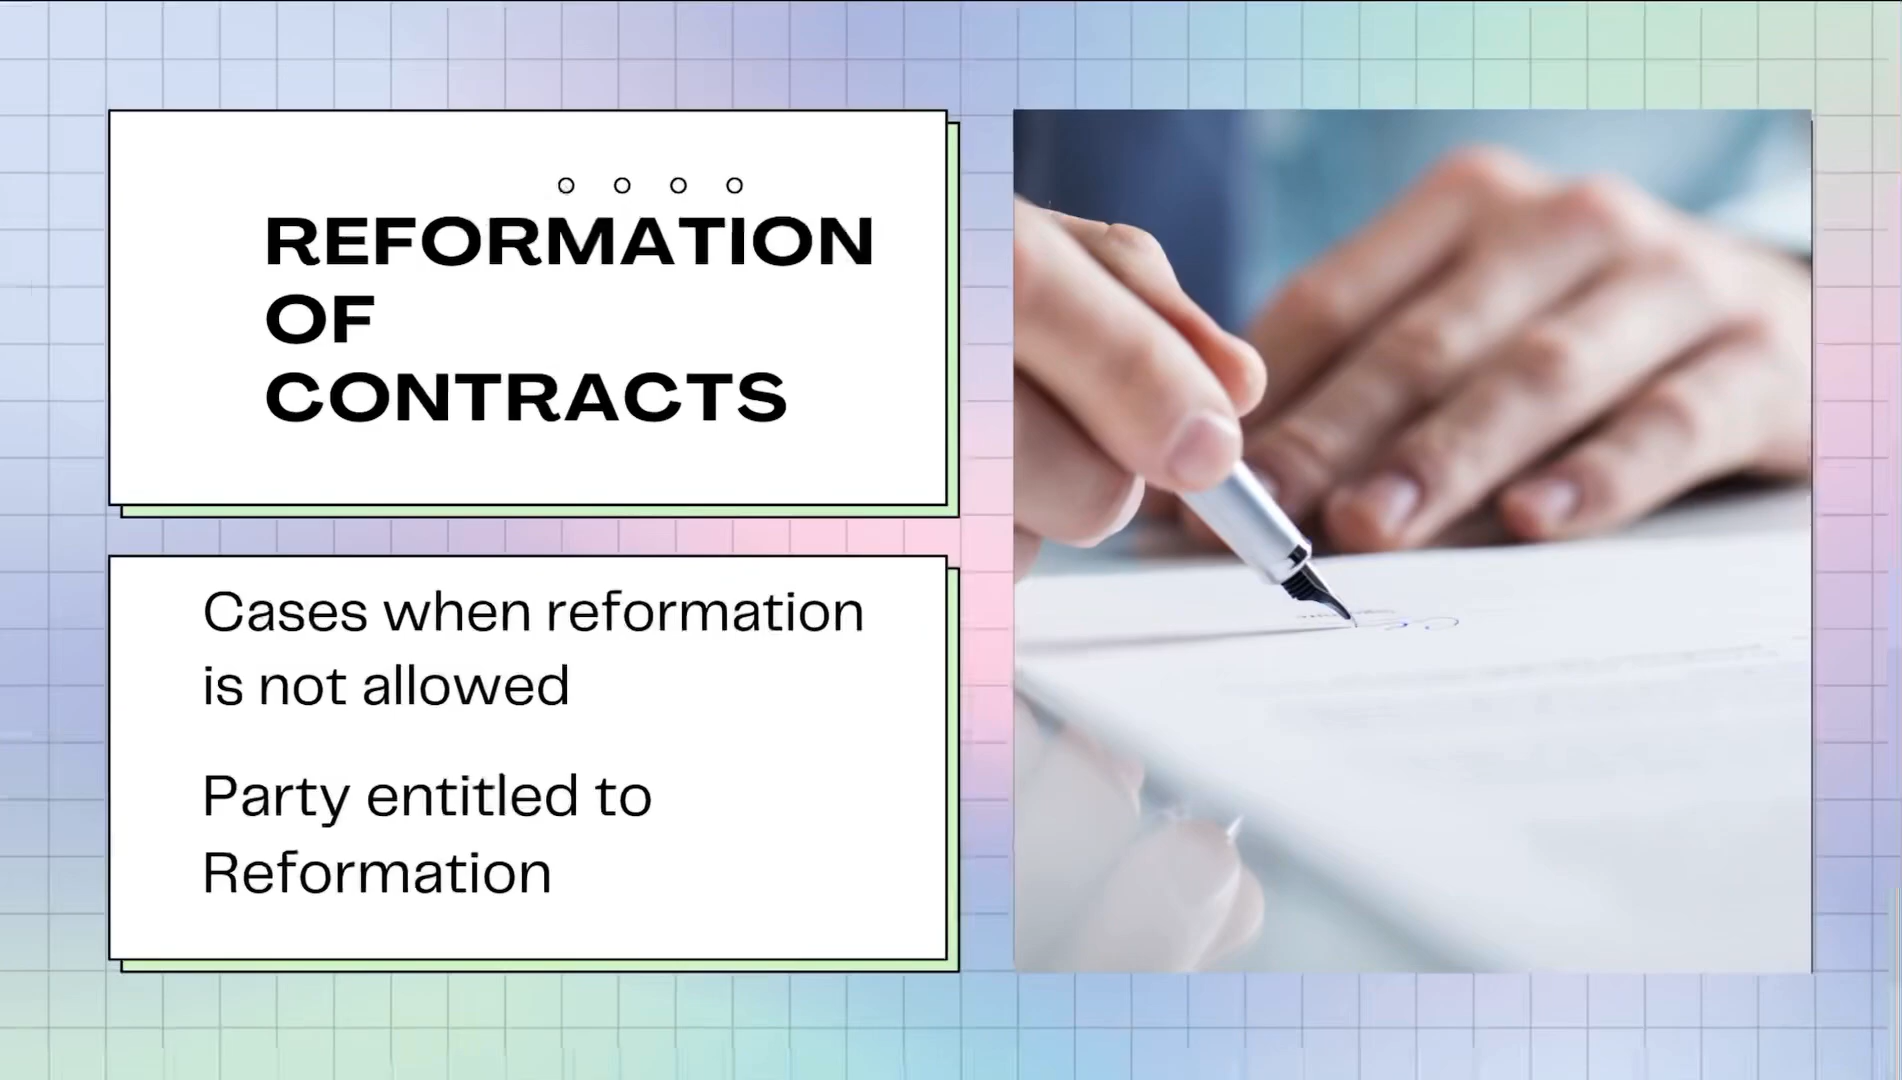 REFORMATION
OF
CONTRACTS
Cases when reformation
is not allowed
Party entitled to
Reformation